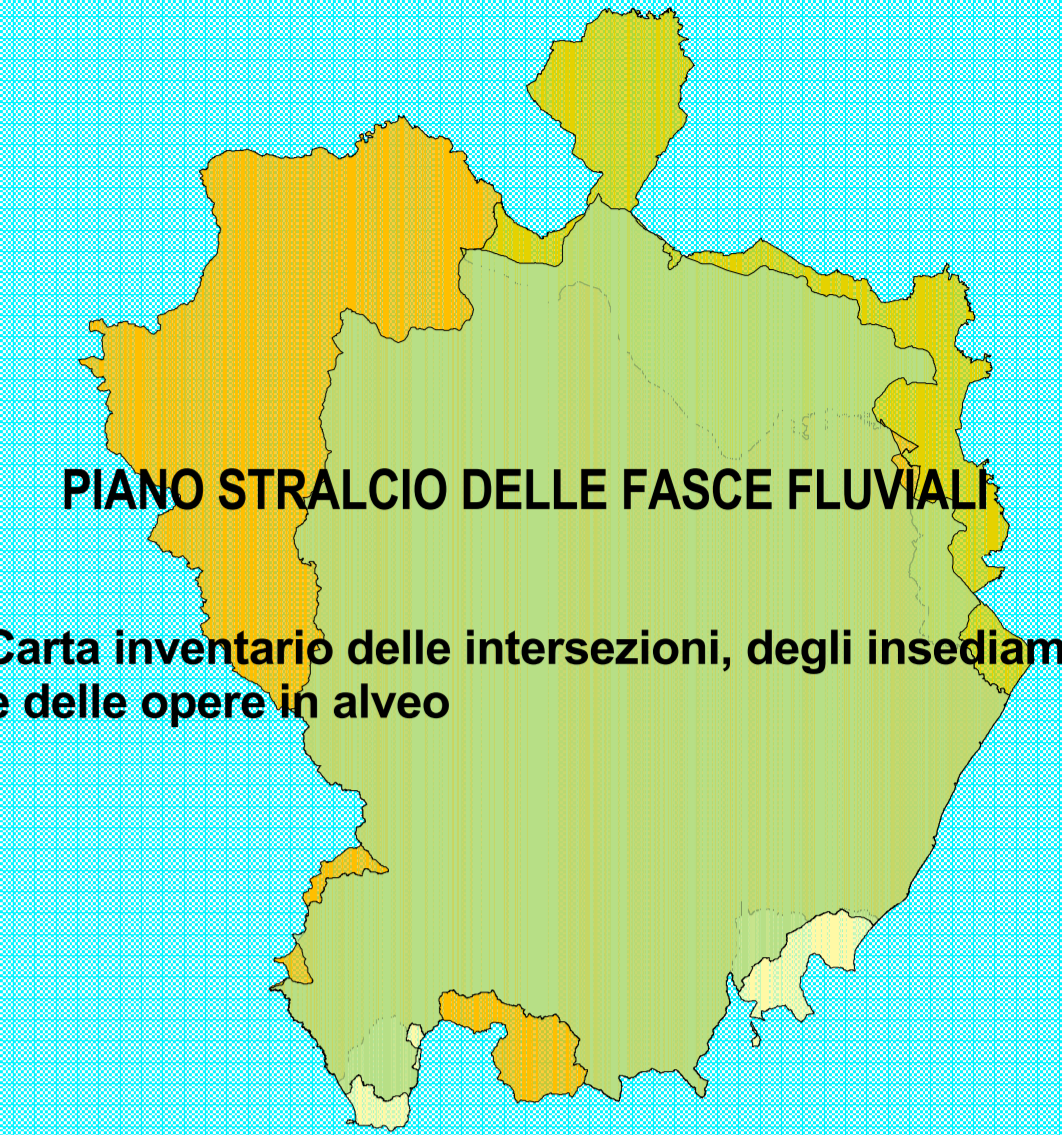 PIANO STRALCIO DELLE FASCE FLUVIALI
Carta inventario delle intersezioni, degli insediam
e delle opere in alveo